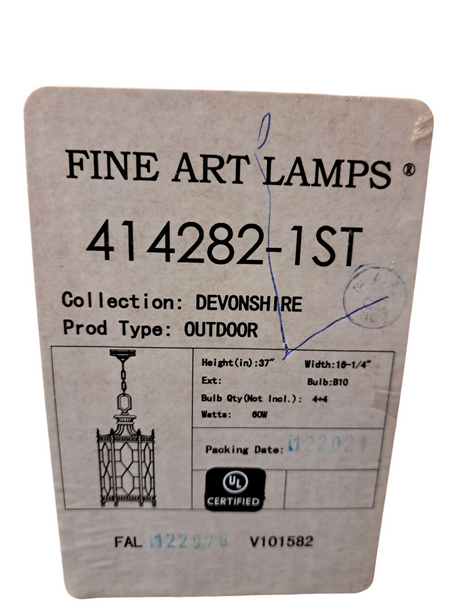 FINE ART LAMPS ®
414282-1ST
Collection: DEVONSHIRE
Prod Type: OUTDOOR
Height(in):37" Width:16-1/4"
Ext: Bulb:B10
Bulb Qty(Not Incl.): 4+4
Watts: 60W
Packing Date:
UL
CERTIFIED
FAL V101582